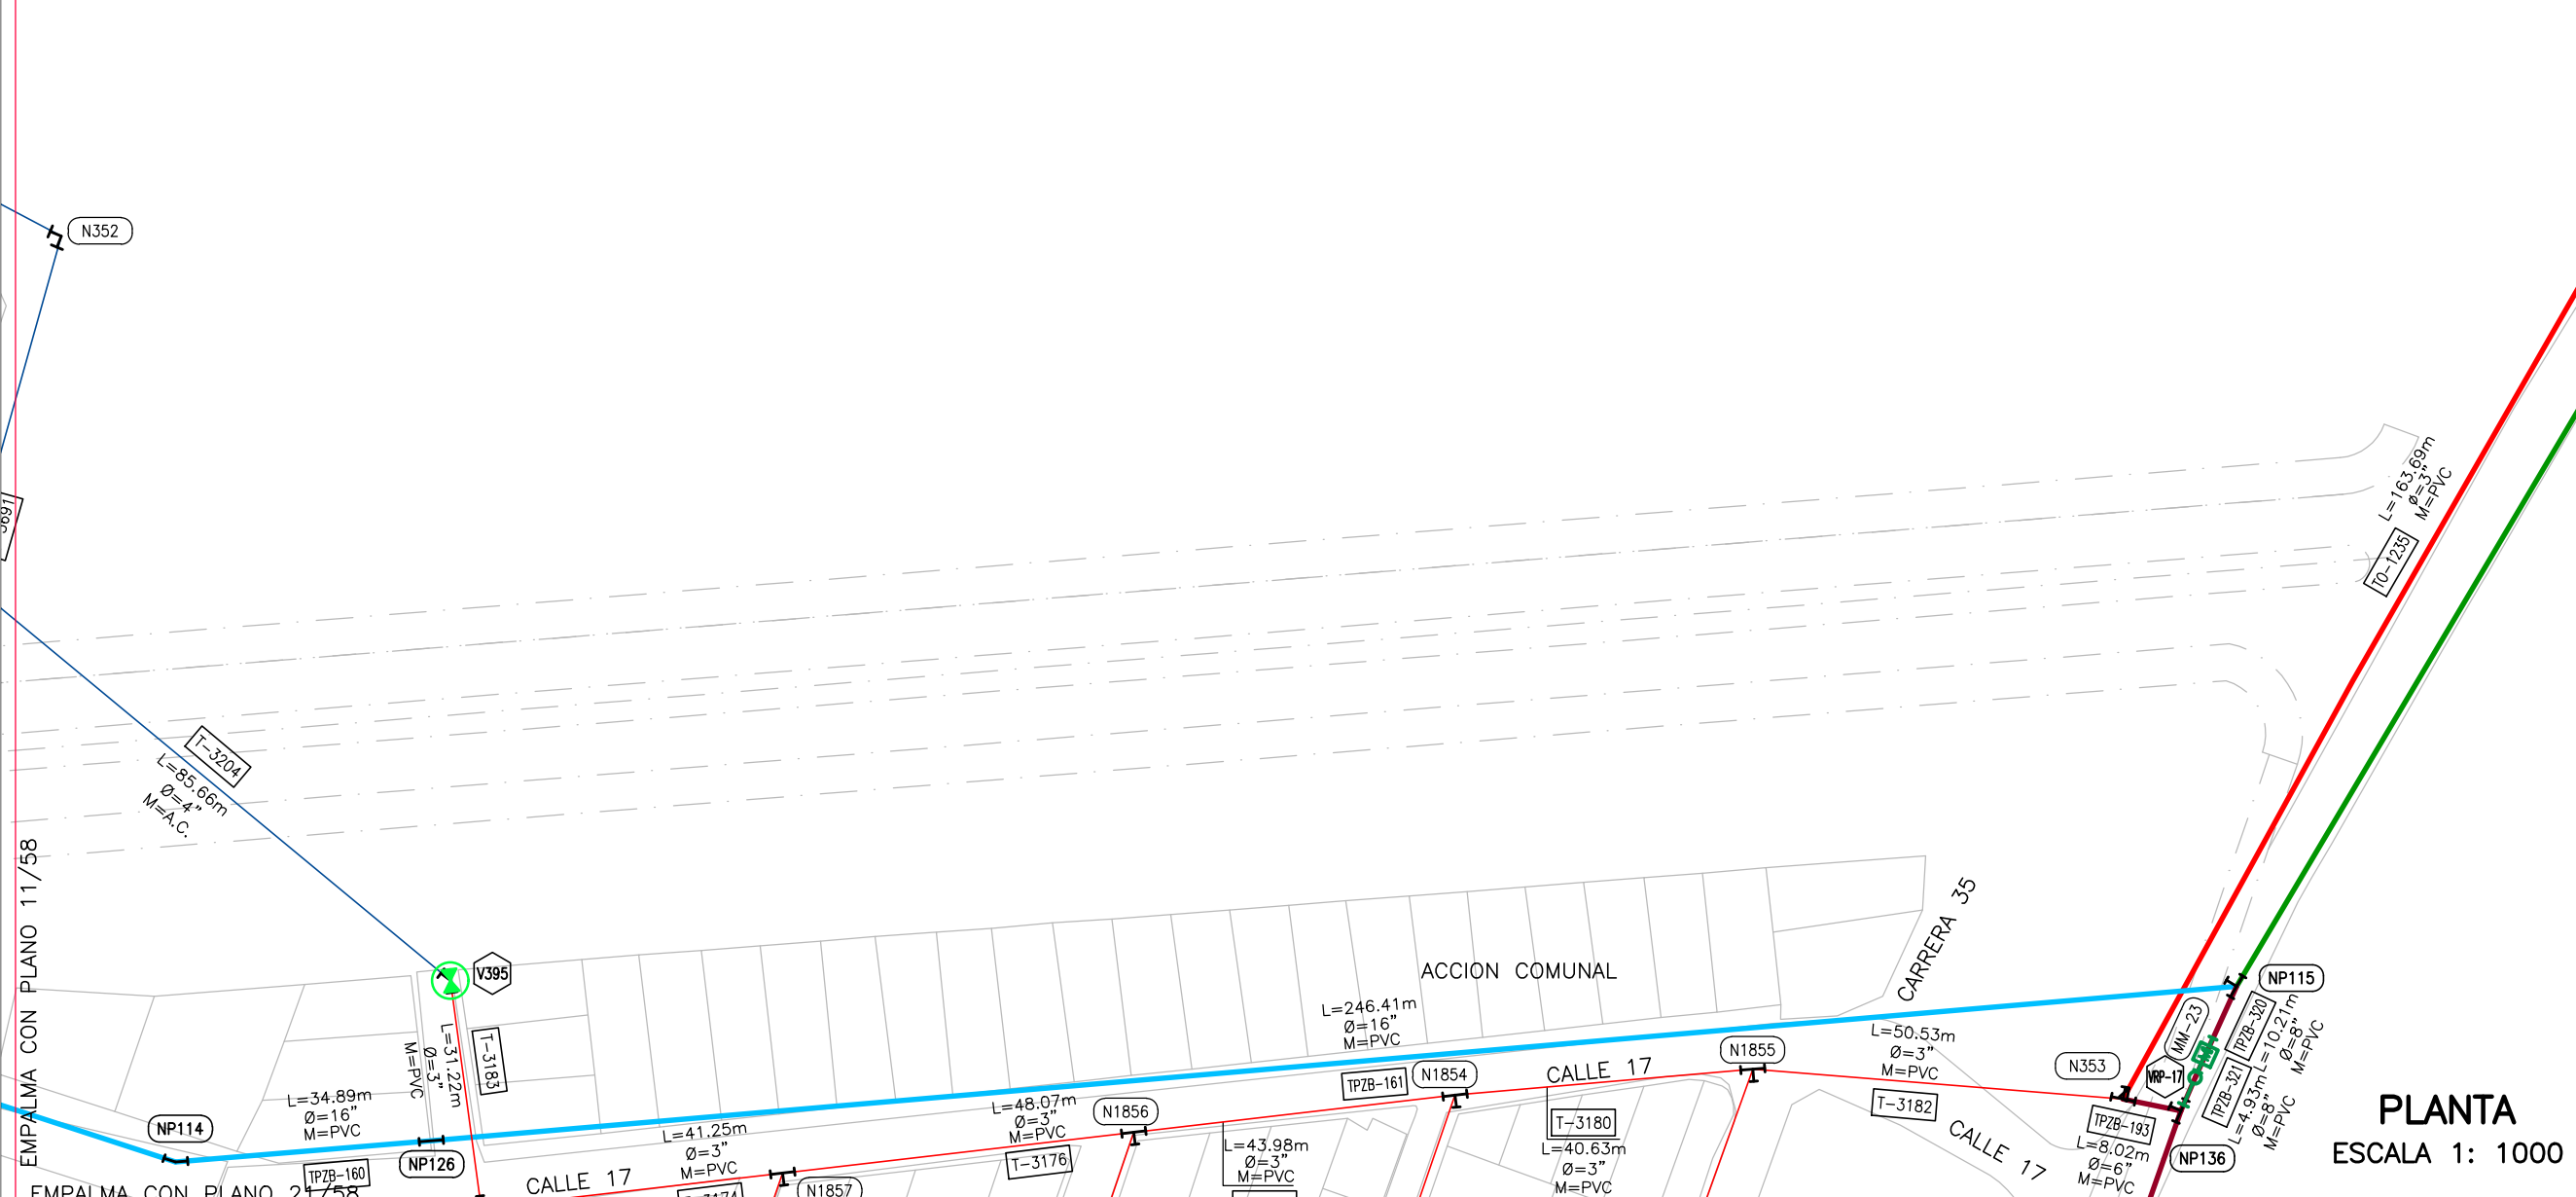 N352
T-3204
L=85.66m
Ø=4"
M=A.C.
EMPALMA CON PLANO 11/58
V395
T-3183
L=31.22m
Ø=3"
M=PVC
L=34.89m
Ø=16"
M=PVC
NP114
NP126
TPZB-160
EMPALMA CON PLANO 21/58
CALLE 17
L=41.25m
Ø=3"
M=PVC
N1857
L=48.07m
Ø=3"
M=PVC
T-3176
N1856
L=43.98m
Ø=3"
M=PVC
L=246.41m
Ø=16"
M=PVC
TPZB-161
N1854
ACCION COMUNAL
CALLE 17
T-3180
L=40.63m
Ø=3"
M=PVC
N1855
L=50.53m
Ø=3"
M=PVC
T-3182
CARRERA 35
CALLE 17
N353
MM-23
VRP-17
TPZB-193
L=8.02m
Ø=6"
M=PVC
NP136
NP115
TPZB-320
L=10.21m
Ø=8"
M=PVC
TPZB-321
L=4.93m
Ø=8"
M=PVC
L=163.69m
Ø=3"
M=PVC
TO-1235
PLANTA
ESCALA 1: 1000